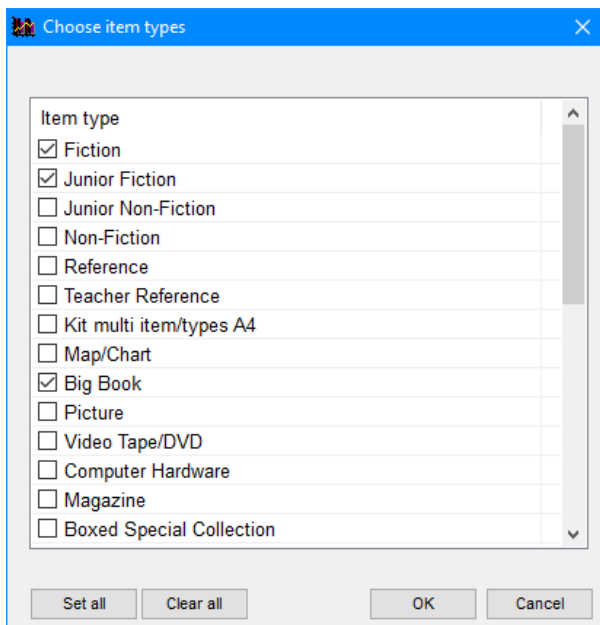 Choose item types
Item type
Fiction
Junior Fiction
Junior Non-Fiction
Non-Fiction
Reference
Teacher Reference
Kit multi item/types A4
Map/Chart
Big Book
Picture
Video Tape/DVD
Computer Hardware
Magazine
Boxed Special Collection
Set all Clear all OK Cancel